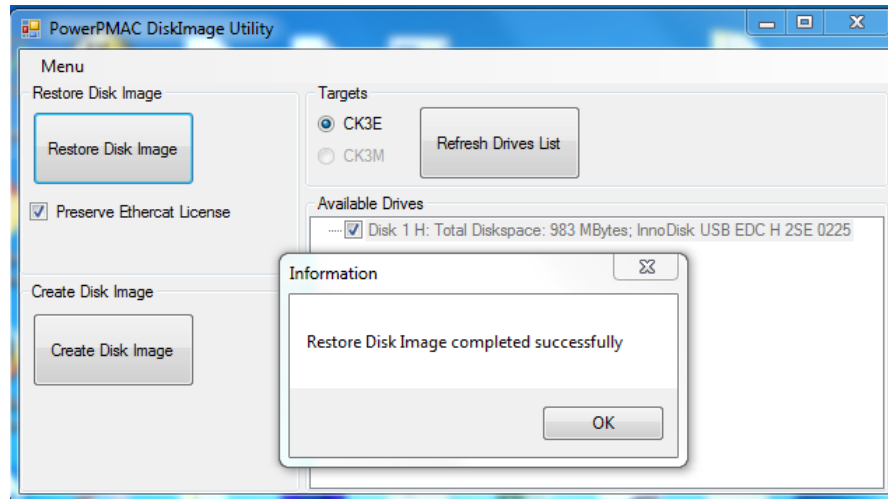 PowerPMAC DiskImage Utility
Menu
Restore Disk Image
Restore Disk Image
Preserve Ethercat License
Targets
CK3E
CK3M
Refresh Drives List
Available Drives
Disk 1 H: Total Diskspace: 983 MBytes; InnoDisk USB EDC H 2SE 0225
Create Disk Image
Create Disk Image
Information
Restore Disk Image completed successfully
OK